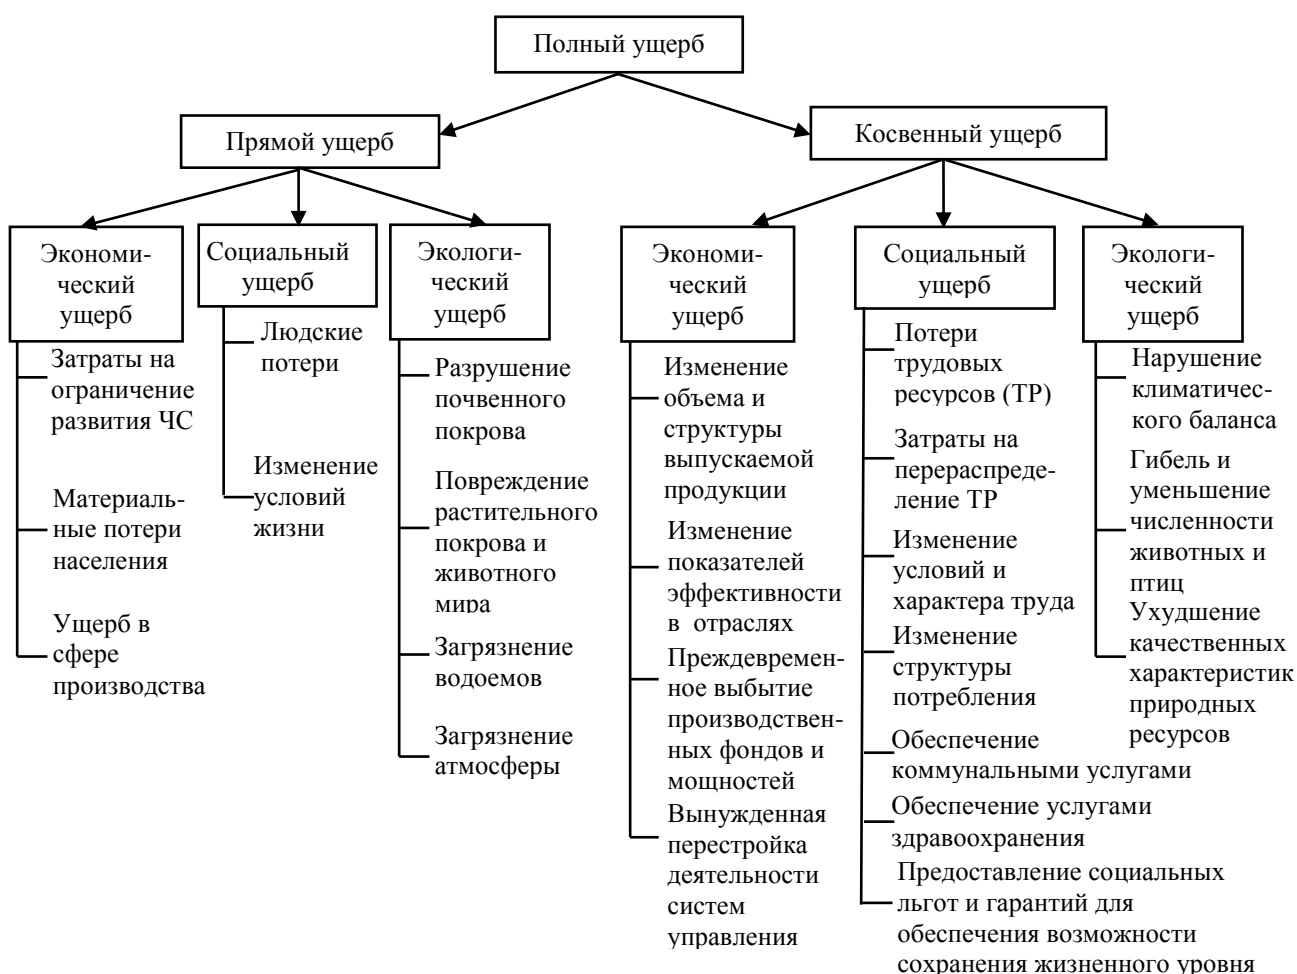 Полный ущерб
Прямой ущерб
Косвенный ущерб
Экономи-
ческий
ущерб
Затраты на
ограничение
развития ЧС
Материаль-
ные потери
населения
Ущерб в
сфере
производства
Социальный
ущерб
Людские
потери
Изменение
условий
жизни
Экологи-
ческий
ущерб
Разрушение
почвенного
покрова
Повреждение
растительного
покрова и
животного
мира
Загрязнение
водоемов
Загрязнение
атмосферы
Экономи-
ческий
ущерб
Изменение
объема и
структуры
выпускаемой
продукции
Изменение
показателей
эффективности
в отраслях
Преждевремен-
ное выбытие
производствен-
ных фондов и
мощностей
Вынужденная
перестройка
деятельности
систем
управления
Социальный
ущерб
Потери
трудовых
ресурсов (ТР)
Затраты на
перераспреде-
ление ТР
Изменение
условий и
характера труда
Изменение
структуры
потребления
Обеспечение
коммунальными услугами
Обеспечение услугами
здравоохранения
Предоставление социальных
льгот и гарантий для
обеспечения возможности
сохранения жизненного уровня
Экологи-
ческий
ущерб
Нарушение
климатичес-
кого баланса
Гибель и
уменьшение
численности
животных и
птиц
Ухудшение
качественных
характеристик
природных
ресурсов